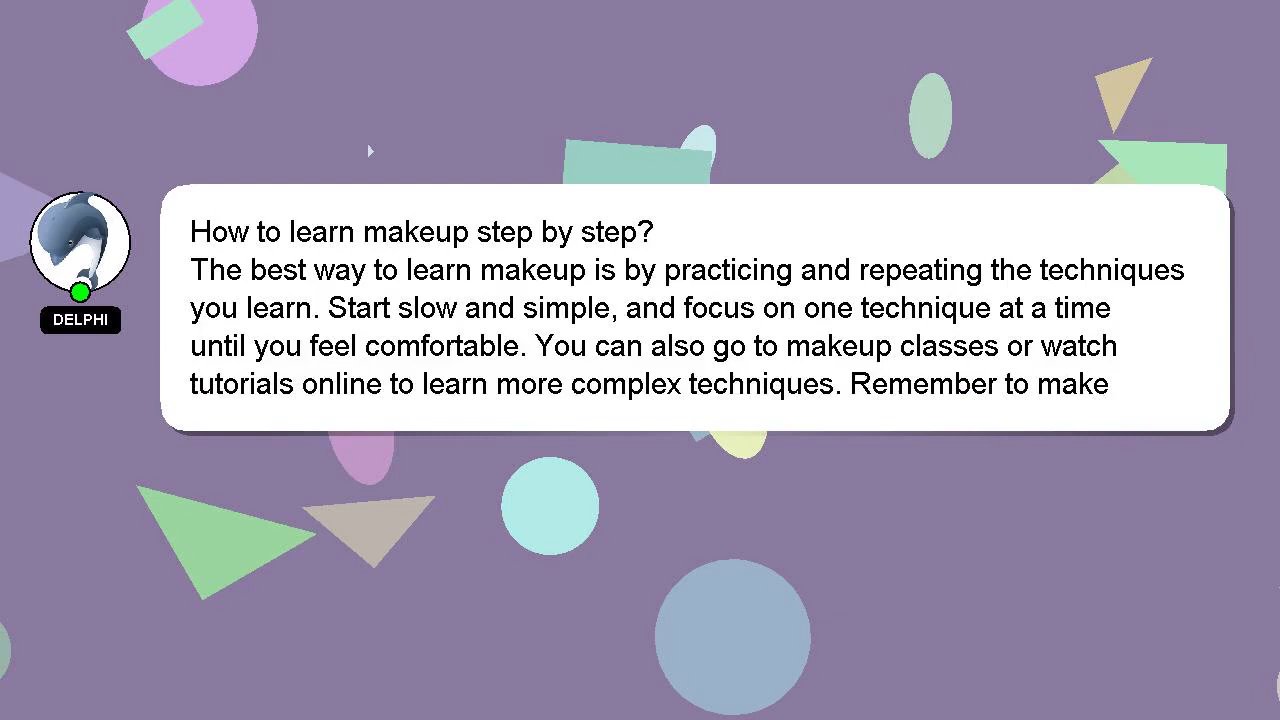 How to learn makeup step by step?
The best way to learn makeup is by practicing and repeating the techniques
you learn. Start slow and simple, and focus on one technique at a time
until you feel comfortable. You can also go to makeup classes or watch
tutorials online to learn more complex techniques. Remember to make
DELPHI